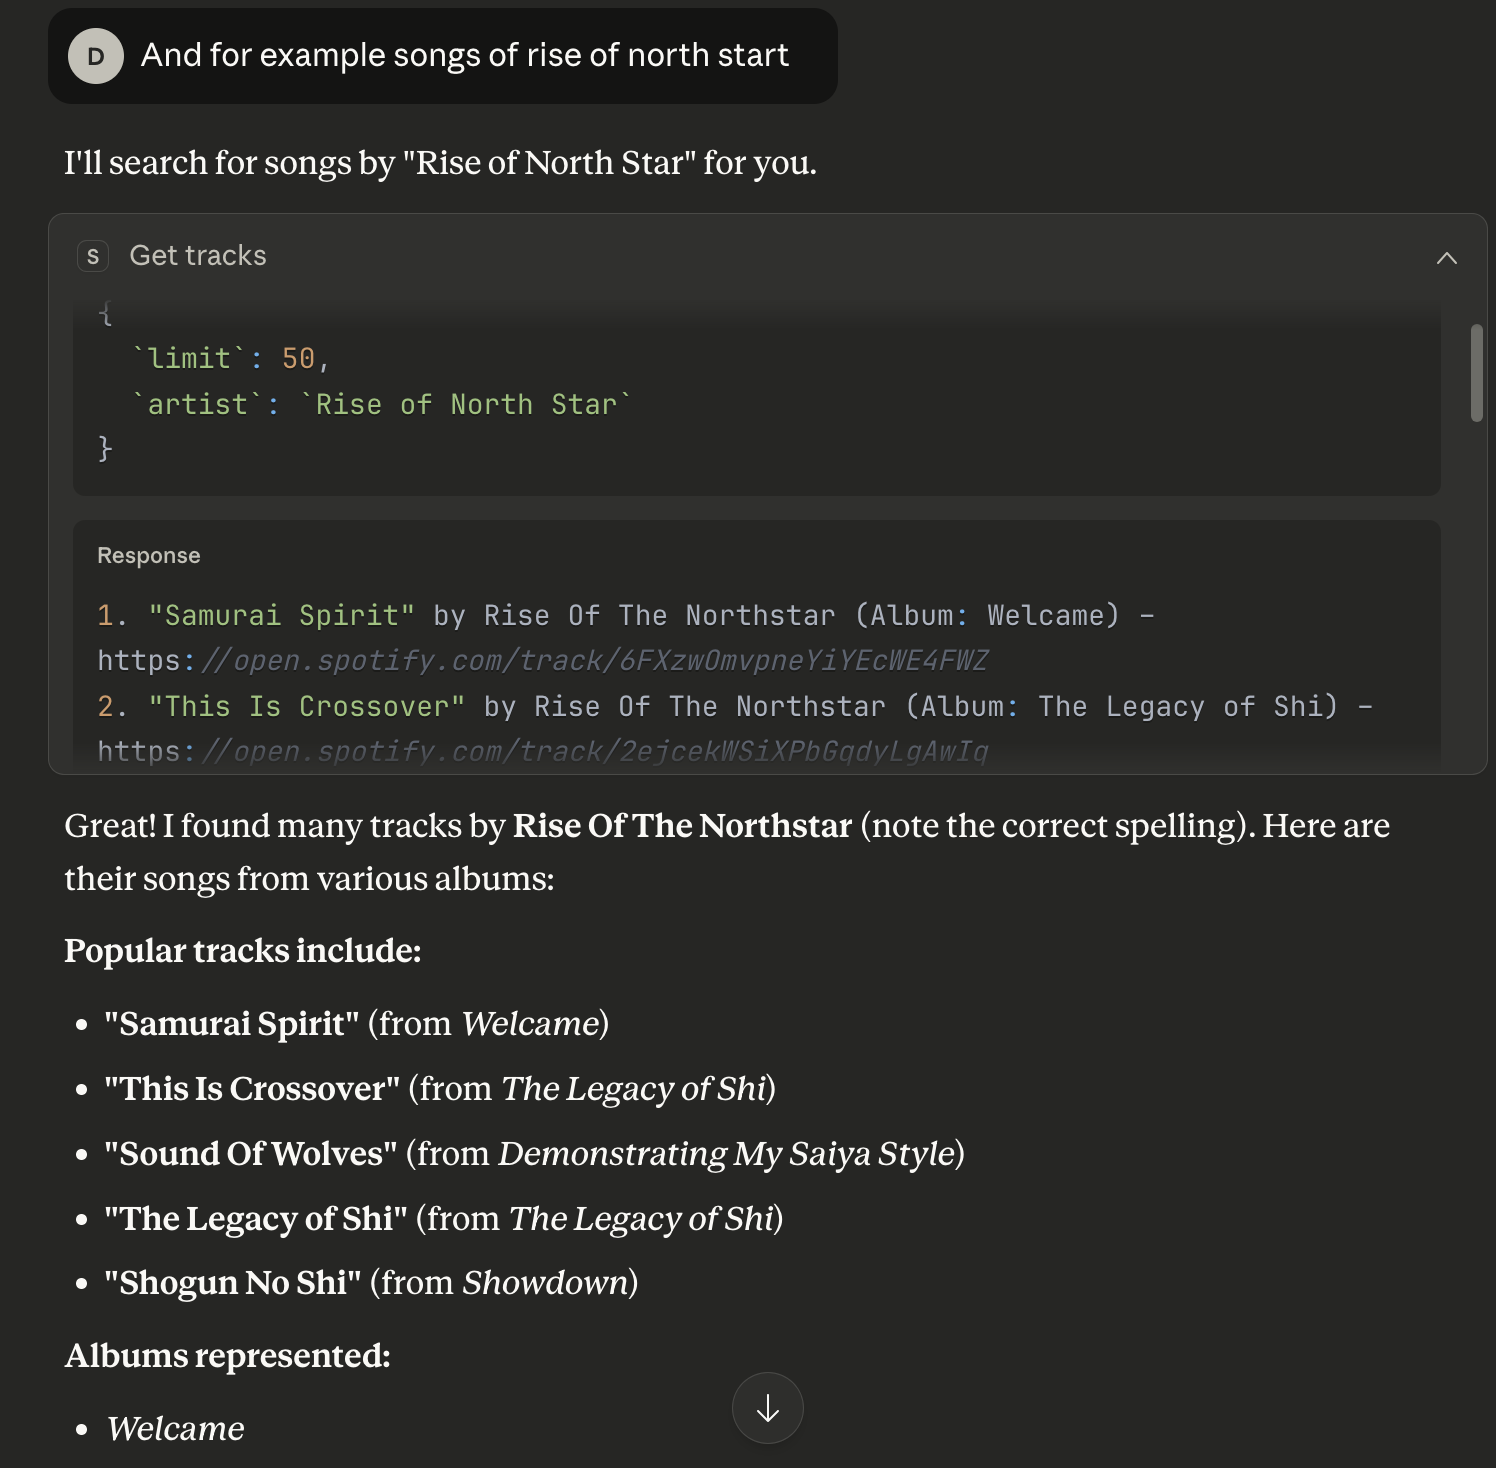 D And for example songs of rise of north start
I'll search for songs by "Rise of North Star" for you.
S Get tracks
{
`limit`: 50,
`artist`: `Rise of North Star`
}
Response
1. "Samurai Spirit" by Rise Of The Northstar (Album: Welcame) –
https://open.spotify.com/track/6FXzwOmvpneYiYEcWE4FWZ
2. "This Is Crossover" by Rise Of The Northstar (Album: The Legacy of Shi) –
https://open.spotify.com/track/2ejcekWSiXPbGqdyLgAwIq
Great! I found many tracks by Rise Of The Northstar (note the correct spelling). Here are
their songs from various albums:
Popular tracks include:
• "Samurai Spirit" (from Welcame)
• "This Is Crossover" (from The Legacy of Shi)
• "Sound Of Wolves" (from Demonstrating My Saiya Style)
• "The Legacy of Shi" (from The Legacy of Shi)
• "Shogun No Shi" (from Showdown)
Albums represented:
• Welcame